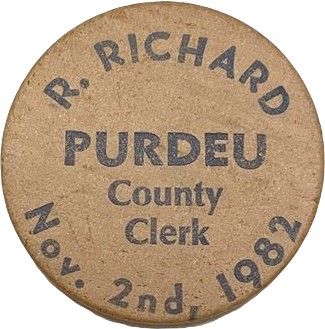 R. RICHARD
PURDEU
County
Clerk
Nov. 2nd, 1982